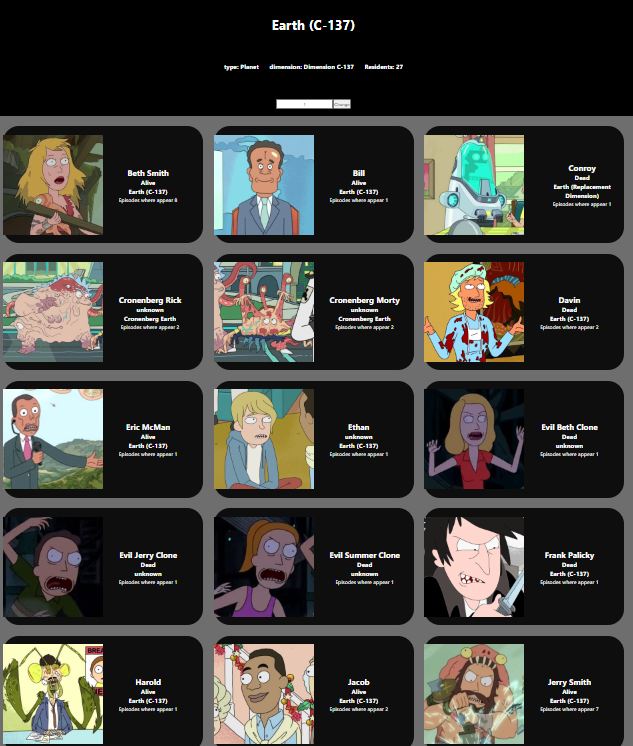 Earth (C-137)
type: Planet dimension: Dimension C-137 Residents: 27
1 Change
Beth Smith
Alive
Earth (C-137)
Episodes where appear 8
Bill
Alive
Earth (C-137)
Episodes where appear 1
Conroy
Dead
Earth (Replacement
Dimension)
Episodes where appear 1
Cronenberg Rick
unknown
Cronenberg Earth
Episodes where appear 2
Cronenberg Morty
unknown
Cronenberg Earth
Episodes where appear 2
Davin
Dead
Earth (C-137)
Episodes where appear 2
Eric McMan
Alive
Earth (C-137)
Episodes where appear 1
Ethan
unknown
Earth (C-137)
Episodes where appear 1
Evil Beth Clone
Dead
unknown
Episodes where appear 1
Evil Jerry Clone
Dead
unknown
Episodes where appear 1
Evil Summer Clone
Dead
unknown
Episodes where appear 1
Frank Palicky
Dead
Earth (C-137)
Episodes where appear 1
BREA
Harold
Alive
Earth (C-137)
Episodes where appear 1
Jacob
Alive
Earth (C-137)
Episodes where appear 2
Jerry Smith
Alive
Earth (C-137)
Episodes where appear 7